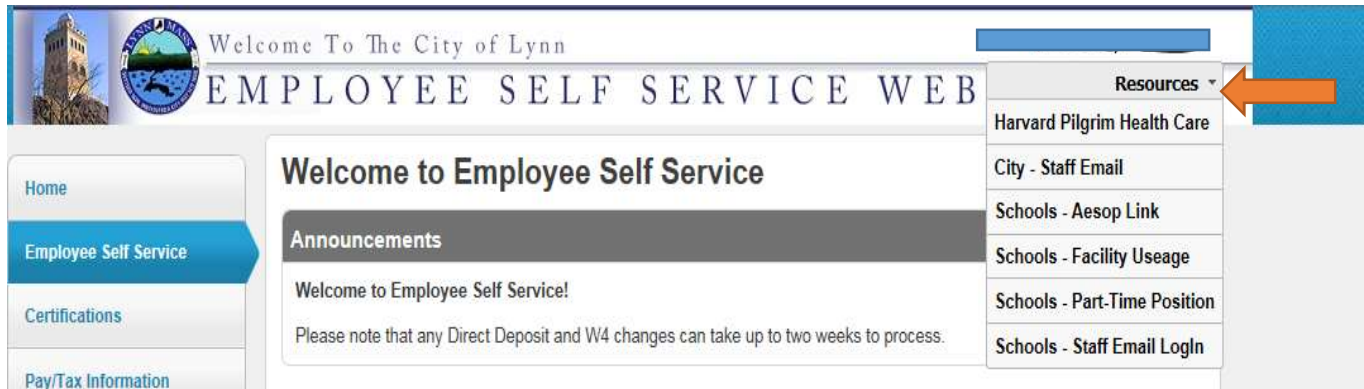 Welcome To The City of Lynn
EMPLOYEE SELF SERVICE WEB
Resources
Harvard Pilgrim Health Care
City - Staff Email
Schools - Aesop Link
Schools - Facility Useage
Schools - Part-Time Position
Schools - Staff Email LogIn
Home
Employee Self Service
Certifications
Pay/Tax Information
Welcome to Employee Self Service
Announcements
Welcome to Employee Self Service!
Please note that any Direct Deposit and W4 changes can take up to two weeks to process.